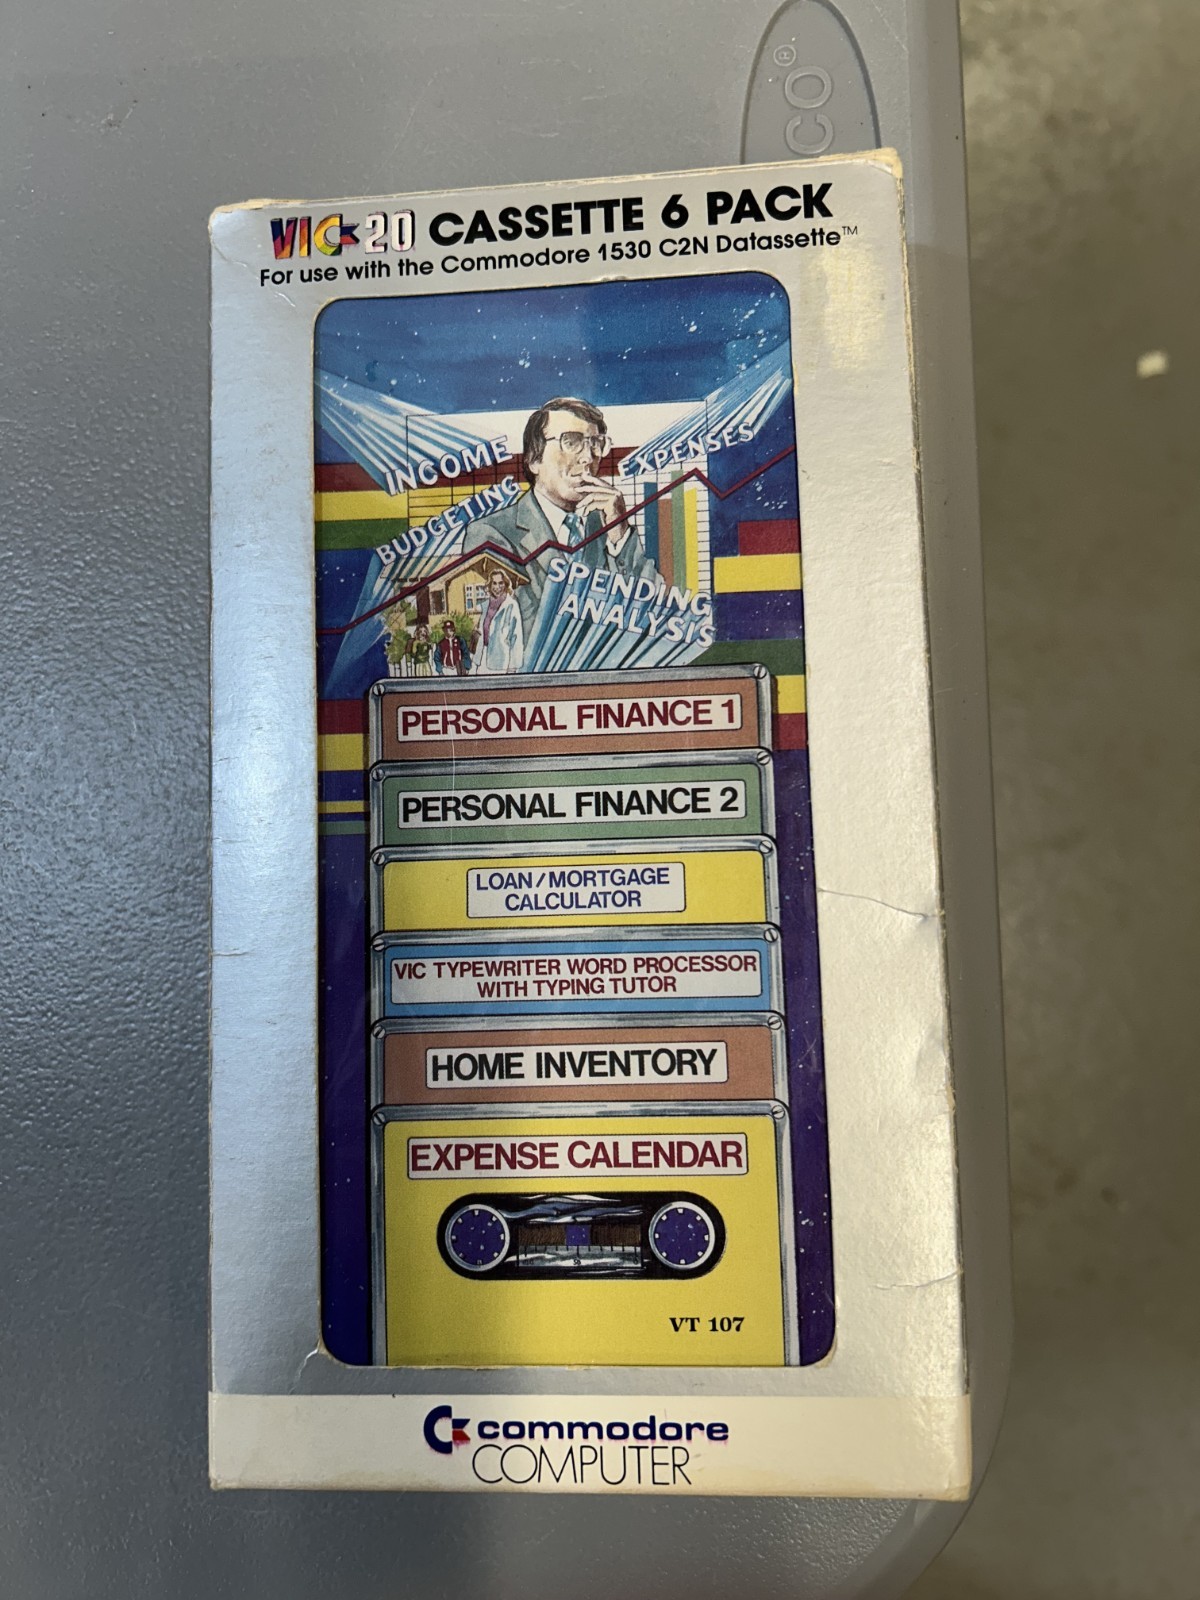 CO®
VIC 20 CASSETTE 6 PACK
For use with the Commodore 1530 C2N Datassette™
INCOME
EXPENSES
BUDGETING
SPENDING
ANALYSIS
PERSONAL FINANCE 1
PERSONAL FINANCE 2
LOAN/MORTGAGE
CALCULATOR
VIC TYPEWRITER WORD PROCESSOR
WITH TYPING TUTOR
HOME INVENTORY
EXPENSE CALENDAR
50
VT 107
commodore
COMPUTER